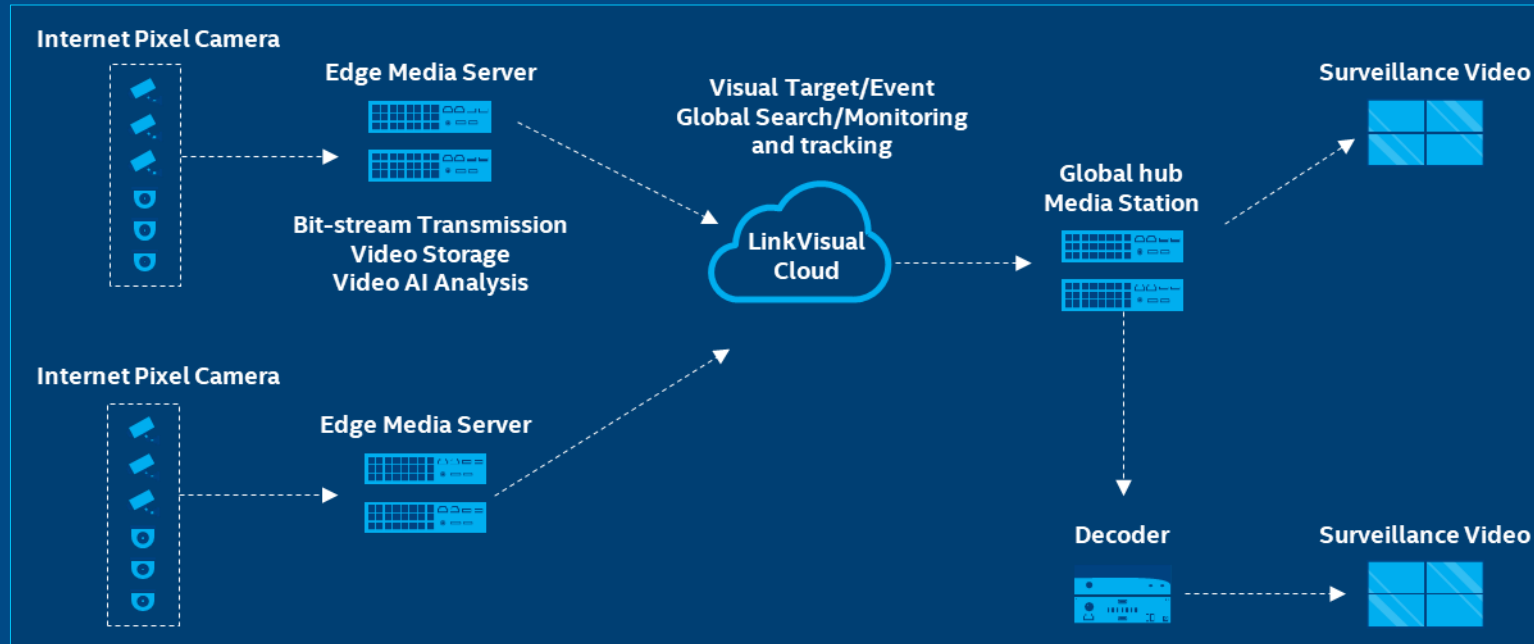 Internet Pixel Camera
Edge Media Server
Bit-stream Transmission
Video Storage
Video AI Analysis
Visual Target/Event
Global Search/Monitoring
and tracking
LinkVisual
Cloud
Global hub
Media Station
Surveillance Video
Internet Pixel Camera
Edge Media Server
Decoder
Surveillance Video